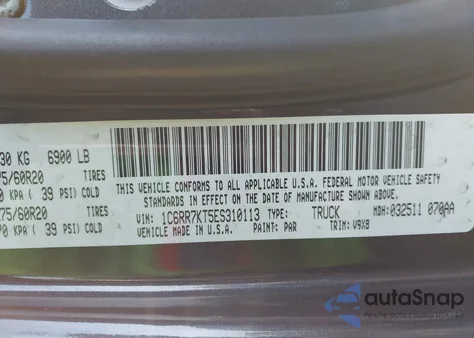 30 KG 6900 LB
75/60R20 TIRES
0 KPA ( 39 PSI) COLD
75/60R20 TIRES
70 KPA ( 39 PSI) COLD
THIS VEHICLE CONFORMS TO ALL APPLICABLE U.S.A. FEDERAL MOTOR VEHICLE SAFETY
STANDARDS IN EFFECT ON THE DATE OF MANUFACTURE SHOWN ABOVE.
VIN: 1C6RR7KT5ES310113 TYPE: TRUCK MDH: 032511 070AA
VEHICLE MADE IN U.S.A. PAINT: PAR TRIM: V9X8
autoSnap